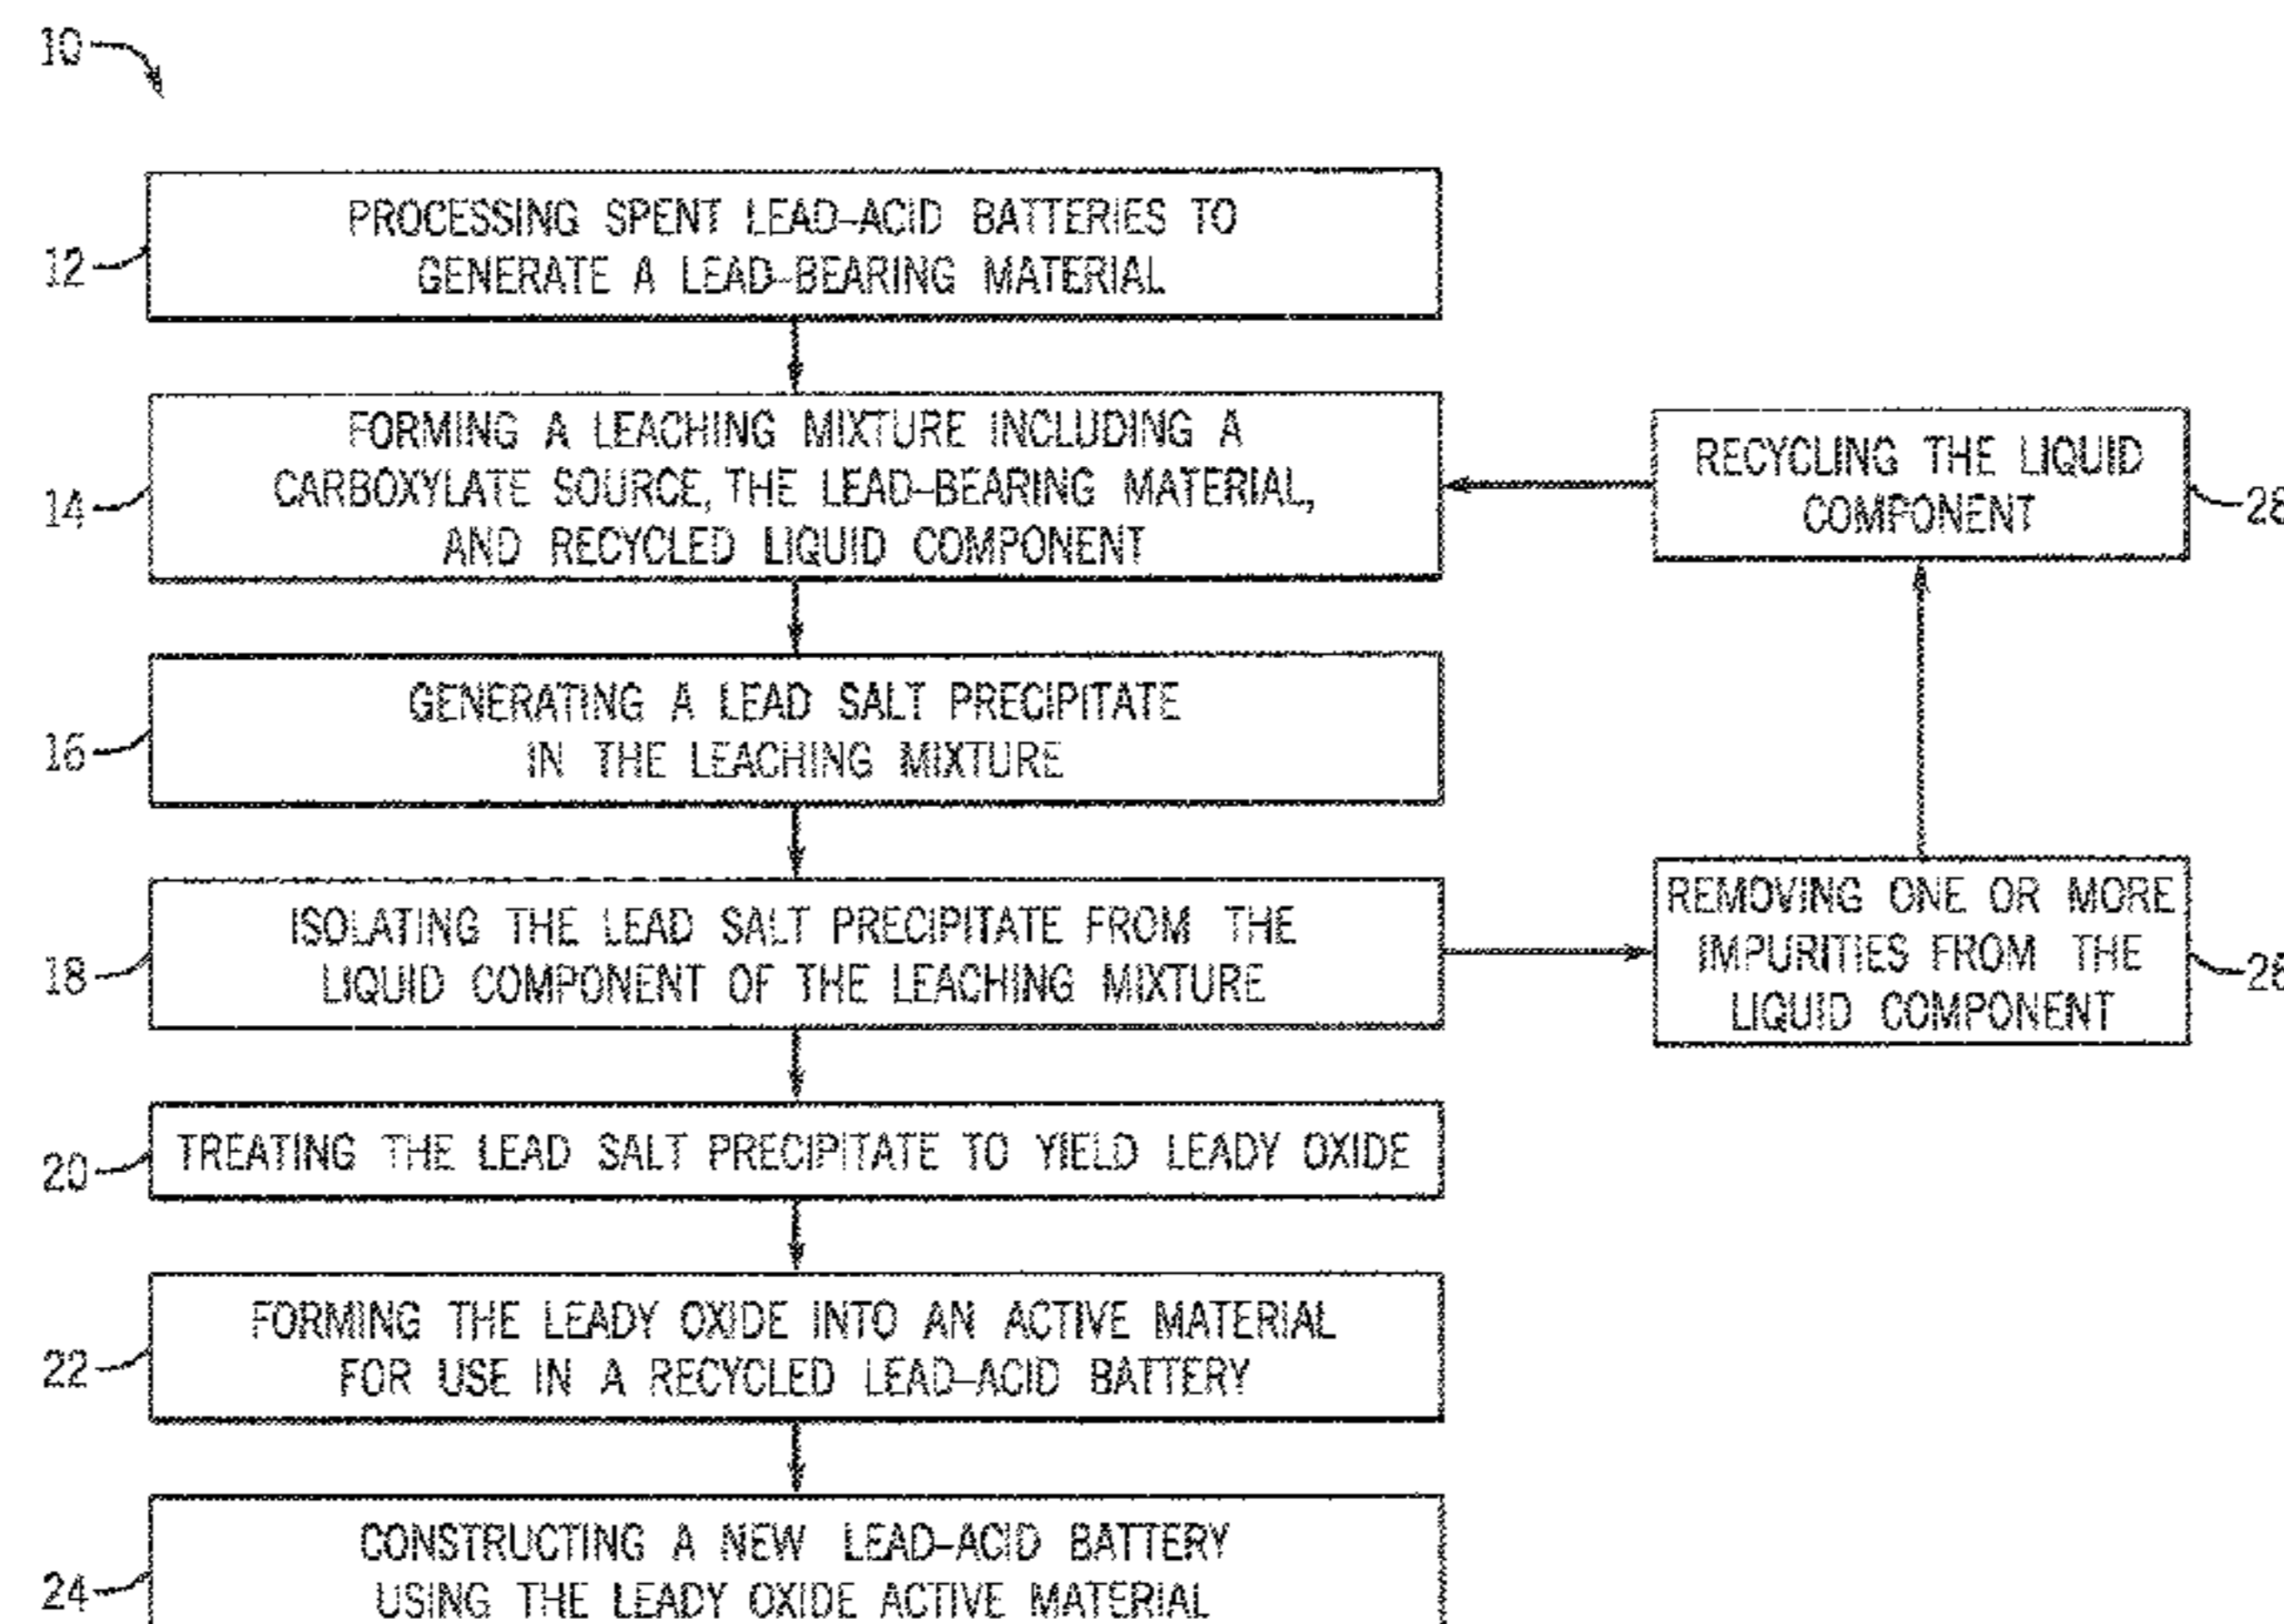 10
12
PROCESSING SPENT LEAD-ACID BATTERIES TO
GENERATE A LEAD-BEARING MATERIAL
14
FORMING A LEACHING MIXTURE INCLUDING A
CARBOXYLATE SOURCE, THE LEAD-BEARING MATERIAL,
AND RECYCLED LIQUID COMPONENT
RECYCLING THE LIQUID
COMPONENT
28
16
GENERATING A LEAD SALT PRECIPITATE
IN THE LEACHING MIXTURE
18
ISOLATING THE LEAD SALT PRECIPITATE FROM THE
LIQUID COMPONENT OF THE LEACHING MIXTURE
REMOVING ONE OR MORE
IMPURITIES FROM THE
LIQUID COMPONENT
20
TREATING THE LEAD SALT PRECIPITATE TO YIELD LEADY OXIDE
22
FORMING THE LEADY OXIDE INTO AN ACTIVE MATERIAL
FOR USE IN A RECYCLED LEAD-ACID BATTERY
24
CONSTRUCTING A NEW LEAD-ACID BATTERY
USING THE LEADY OXIDE ACTIVE MATERIAL